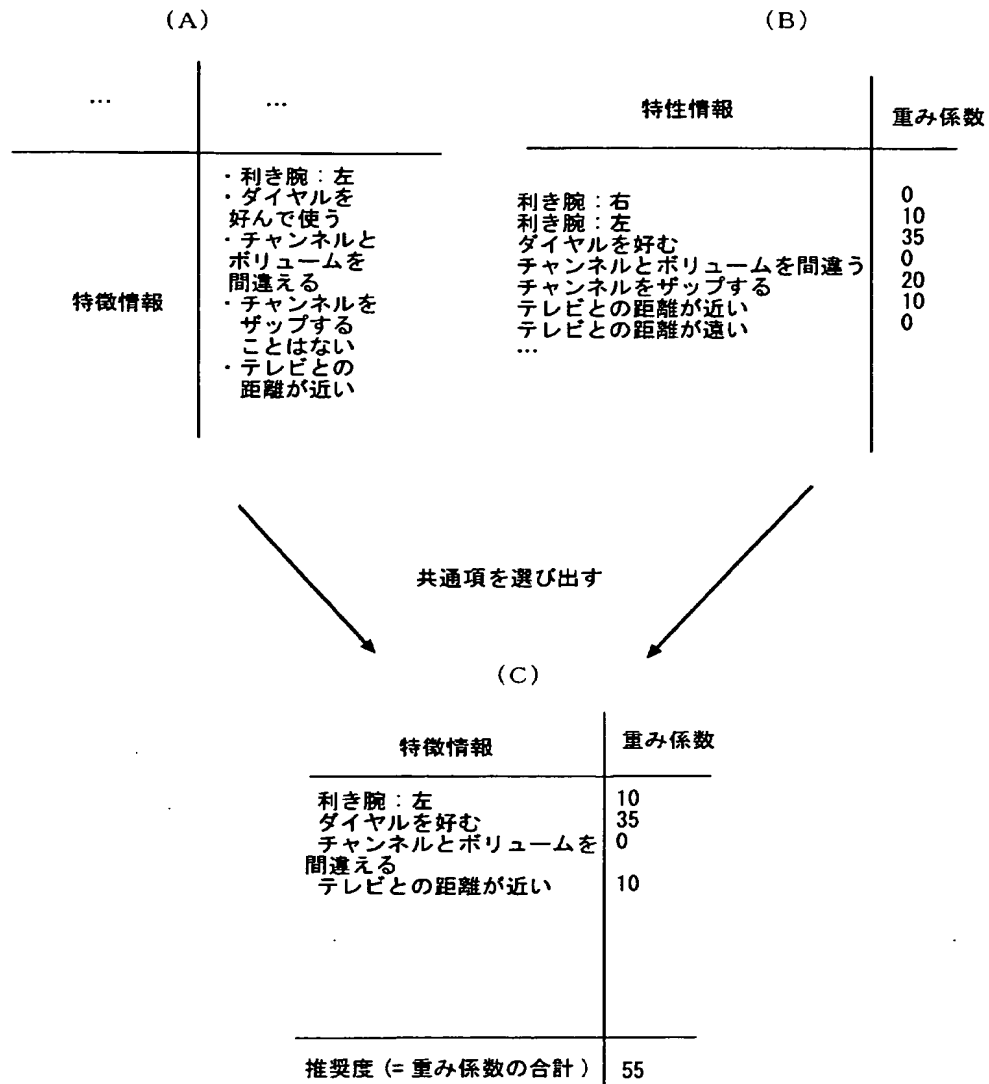 (A)
… …
特徴情報
・利き腕：左
・ダイヤルを
好んで使う
・チャンネルと
ボリュームを
間違える
・チャンネルを
ザップする
ことはない
・テレビとの
距離が近い
(B)
特性情報 重み係数
利き腕：右 0
利き腕：左 10
ダイヤルを好む 35
チャンネルとボリュームを間違う 0
チャンネルをザップする 20
テレビとの距離が近い 10
テレビとの距離が遠い 0
…
共通項を選び出す
(C)
特徴情報 重み係数
利き腕：左 10
ダイヤルを好む 35
チャンネルとボリュームを 0
間違える
テレビとの距離が近い 10
推奨度 (= 重み係数の合計) 55